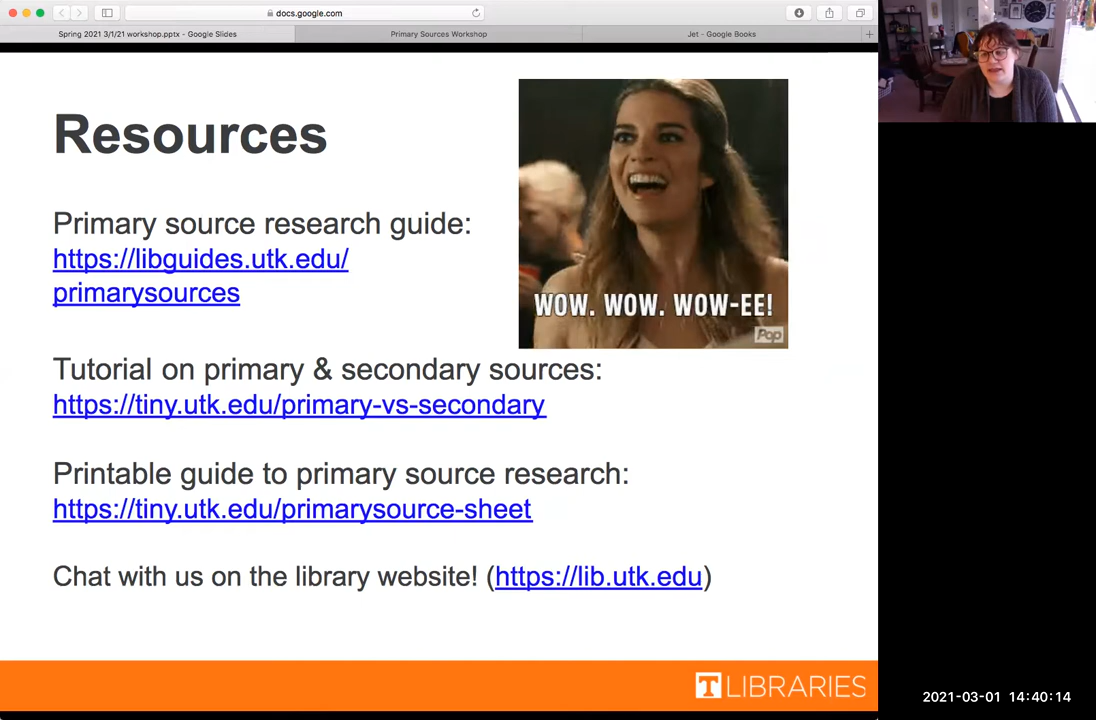 docs.google.com
Spring 2021 3/1/21 workshop.pptx - Google Slides
Primary Sources Workshop
Jet - Google Books
Resources
WOW. WOW. WOW-EE!
Pop
Primary source research guide:
https://libguides.utk.edu/
primarysources
Tutorial on primary & secondary sources:
https://tiny.utk.edu/primary-vs-secondary
Printable guide to primary source research:
https://tiny.utk.edu/primarysource-sheet
Chat with us on the library website! (https://lib.utk.edu)
T LIBRARIES
2021-03-01 14:40:14